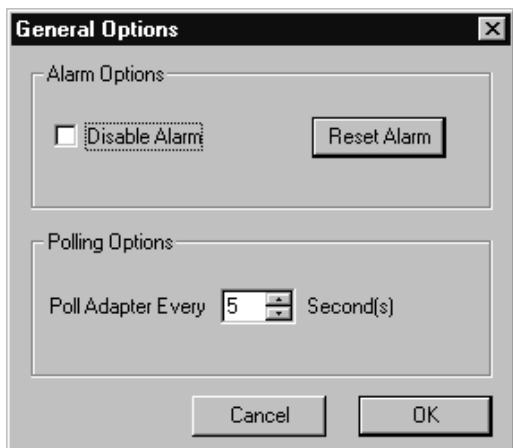 General Options
Alarm Options
Disable Alarm Reset Alarm
Polling Options
Poll Adapter Every 5 Second(s)
Cancel OK